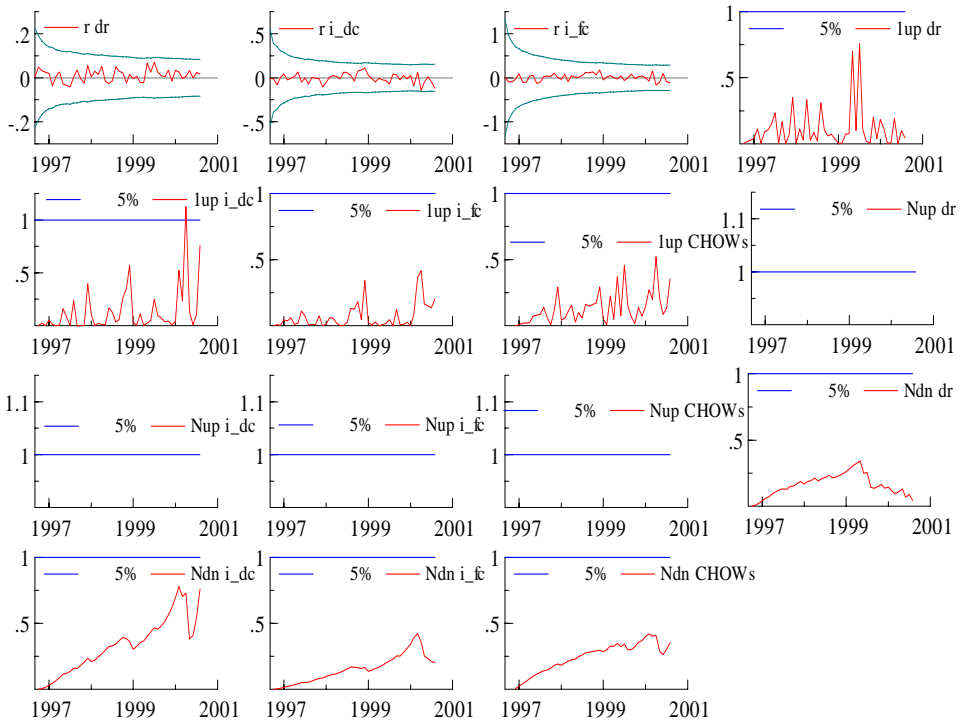 .2
r dr
0
-.2
1997 1999 2001
.5
r i_dc
0
-.5
1997 1999 2001
1
r i_fc
0
-1
1997 1999 2001
1
5% 1up dr
.5
1997 1999 2001
5% 1up i_dc
1
.5
1997 1999 2001
1
5% 1up i_fc
.5
1997 1999 2001
1
5% 1up CHOWs
.5
1997 1999 2001
5% Nup dr
1.1
1
1997 1999 2001
1.1
5% Nup i_dc
1
1997 1999 2001
1.1
5% Nup i_fc
1
1997 1999 2001
5% Nup CHOWs
1.1
1
1997 1999 2001
1
5% Ndn dr
.5
1997 1999 2001
1
5% Ndn i_dc
.5
1997 1999 2001
1
5% Ndn i_fc
.5
1997 1999 2001
1
5% Ndn CHOWs
.5
1997 1999 2001